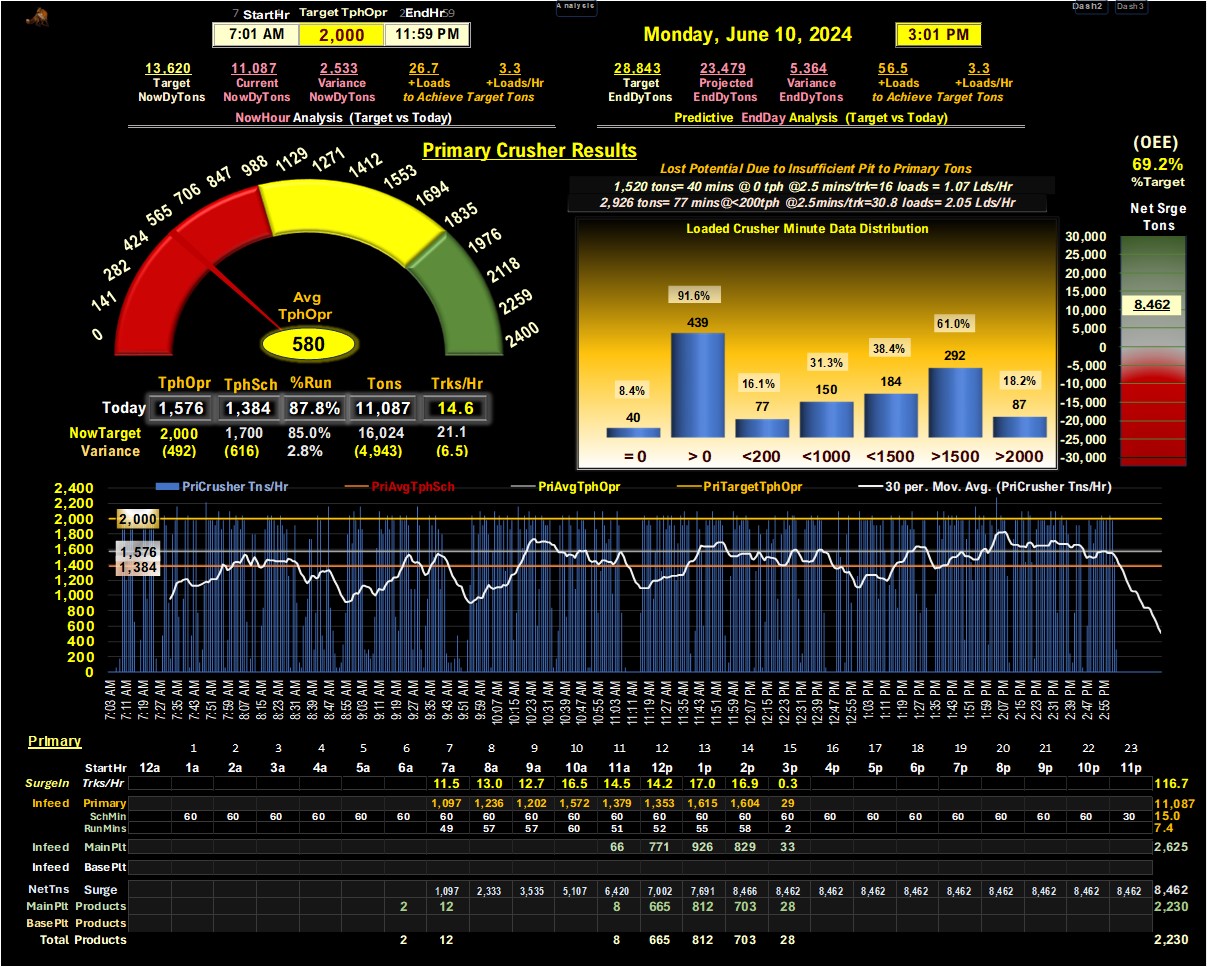 Analysis
Dash2 Dash3
7 StartHr Target TphOpr 2EndHr59
7:01 AM 2,000 11:59 PM
Monday, June 10, 2024 3:01 PM
13,620 11,087 2,533 26.7 3.3
Target Current Variance +Loads +Loads/Hr
NowDyTons NowDyTons NowDyTons to Achieve Target Tons
NowHour Analysis (Target vs Today)
28,843 23,479 5,364 56.5 3.3
Target Projected Variance +Loads +Loads/Hr
EndDyTons EndDyTons EndDyTons to Achieve Target Tons
Predictive EndDay Analysis (Target vs Today)
Primary Crusher Results
0 141 282 424 565 706 847 988 1129 1271 1412 1553 1694 1835 1976 2118 2259 2400
Avg
TphOpr
580
TphOpr TphSch %Run Tons Trks/Hr
Today 1,576 1,384 87.8% 11,087 14.6
NowTarget 2,000 1,700 85.0% 16,024 21.1
Variance (492) (616) 2.8% (4,943) (6.5)
Lost Potential Due to Insufficient Pit to Primary Tons
1,520 tons= 40 mins @ 0 tph @2.5 mins/trk=16 loads = 1.07 Lds/Hr
2,926 tons= 77 mins@<200tph @2.5mins/trk=30.8 loads= 2.05 Lds/Hr
Loaded Crusher Minute Data Distribution
8.4% 91.6% 16.1% 31.3% 38.4% 61.0% 18.2%
40 439 77 150 184 292 87
= 0 > 0 <200 <1000 <1500 >1500 >2000
(OEE)
69.2%
%Target
Net Srge
Tons
30,000
25,000
20,000
15,000
10,000
5,000
0
-5,000
-10,000
-15,000
-20,000
-25,000
-30,000
8,462
PriCrusher Tns/Hr PriAvgTphSch PriAvgTphOpr PriTargetTphOpr 30 per. Mov. Avg. (PriCrusher Tns/Hr)
2,400
2,200
2,000
1,800
1,600
1,400
1,200
1,000
800
600
400
200
0
2,000
1,576
1,384
7:03 AM 7:11 AM 7:19 AM 7:27 AM 7:35 AM 7:43 AM 7:51 AM 7:59 AM 8:07 AM 8:15 AM 8:23 AM 8:31 AM 8:39 AM 8:47 AM 8:55 AM 9:03 AM 9:11 AM 9:19 AM 9:27 AM 9:35 AM 9:43 AM 9:51 AM 9:59 AM 10:07 AM 10:15 AM 10:23 AM 10:31 AM 10:39 AM 10:47 AM 10:55 AM 11:03 AM 11:11 AM 11:19 AM 11:27 AM 11:35 AM 11:43 AM 11:51 AM 11:59 AM 12:07 PM 12:15 PM 12:23 PM 12:31 PM 12:39 PM 12:47 PM 12:55 PM 1:03 PM 1:11 PM 1:19 PM 1:27 PM 1:35 PM 1:43 PM 1:51 PM 1:59 PM 2:07 PM 2:15 PM 2:23 PM 2:31 PM 2:39 PM 2:47 PM 2:55 PM
Primary
1 2 3 4 5 6 7 8 9 10 11 12 13 14 15 16 17 18 19 20 21 22 23
StartHr 12a 1a 2a 3a 4a 5a 6a 7a 8a 9a 10a 11a 12p 1p 2p 3p 4p 5p 6p 7p 8p 9p 10p 11p
SurgeIn Trks/Hr 11.5 13.0 12.7 16.5 14.5 14.2 17.0 16.9 0.3 116.7
Infeed Primary 1,097 1,236 1,202 1,572 1,379 1,353 1,615 1,604 29 11,087
SchMin 60 60 60 60 60 60 60 60 60 60 60 60 60 60 60 60 60 60 60 60 60 60 30 15.0
RunMins 49 57 57 60 51 52 55 58 2 7.4
Infeed MainPlt 66 771 926 829 33 2,625
Infeed BasePlt
NetTns Surge 1,097 2,333 3,535 5,107 6,420 7,002 7,691 8,466 8,462 8,462 8,462 8,462 8,462 8,462 8,462 8,462 8,462 8,462
MainPlt Products 2 12 8 665 812 703 28 2,230
BasePlt Products
Total Products 2 12 8 665 812 703 28 2,230